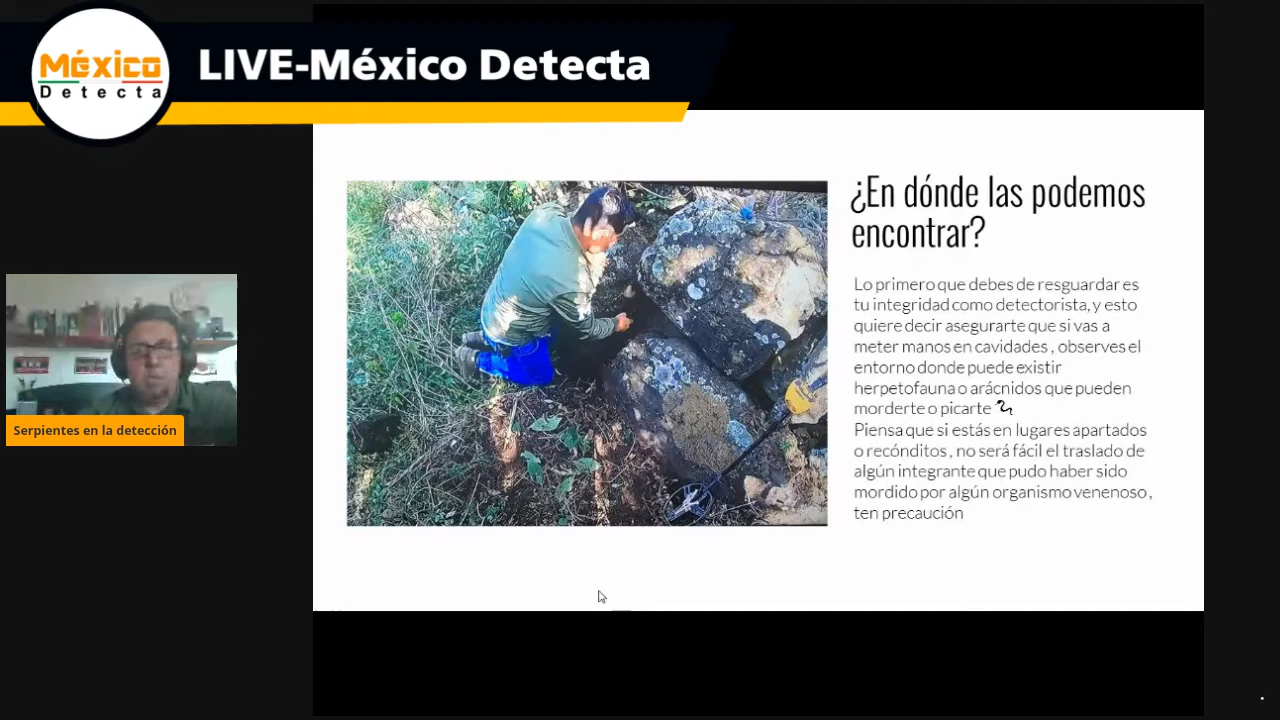 México
Detecta
LIVE-México Detecta
¿En dónde las podemos
encontrar?
Lo primero que debes de resguardar es
tu integridad como detectorista, y esto
quiere decir asegurarte que si vas a
meter manos en cavidades , observes el
entorno donde puede existir
herpetofauna o arácnidos que pueden
morderte o picarte
Piensa que si estás en lugares apartados
o recónditos , no será fácil el traslado de
algún integrante que pudo haber sido
mordido por algún organismo venenoso ,
ten precaución
Serpientes en la detección